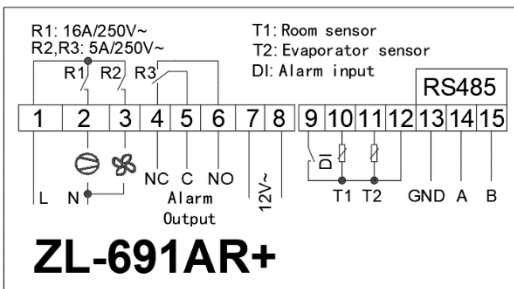 R1: 16A/250V~
R2,R3: 5A/250V~
T1: Room sensor
T2: Evaporator sensor
DI: Alarm input
R1 R2 R3
RS485
1 2 3 4 5 6 7 8 9 10 11 12 13 14 15
DI
L N NC C NO 12V~ T1 T2 GND A B
Alarm
Output
ZL-691AR+